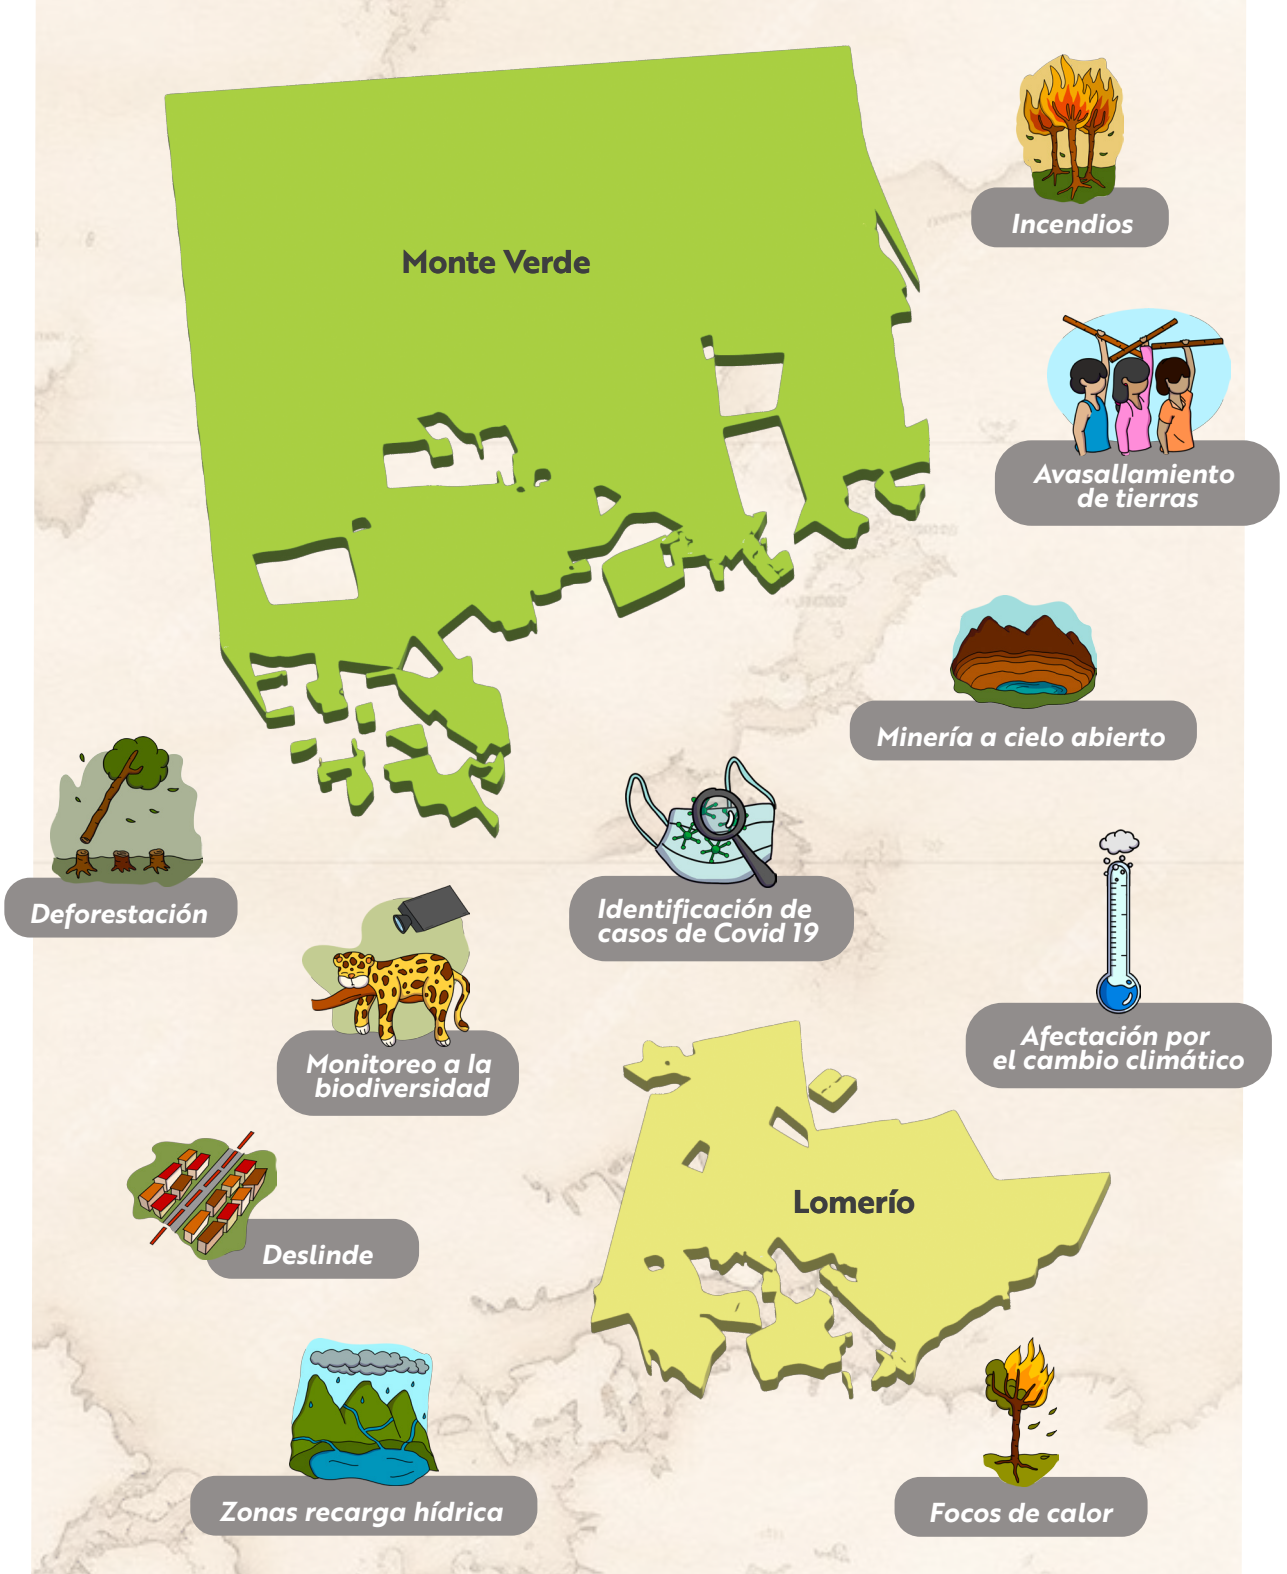 Monte Verde
Incendios
Avasallamiento
de tierras
Minería a cielo abierto
Deforestación
Identificación de
casos de Covid 19
Monitoreo a la
biodiversidad
Afectación por
el cambio climático
Lomerío
Deslinde
Zonas recarga hídrica
Focos de calor